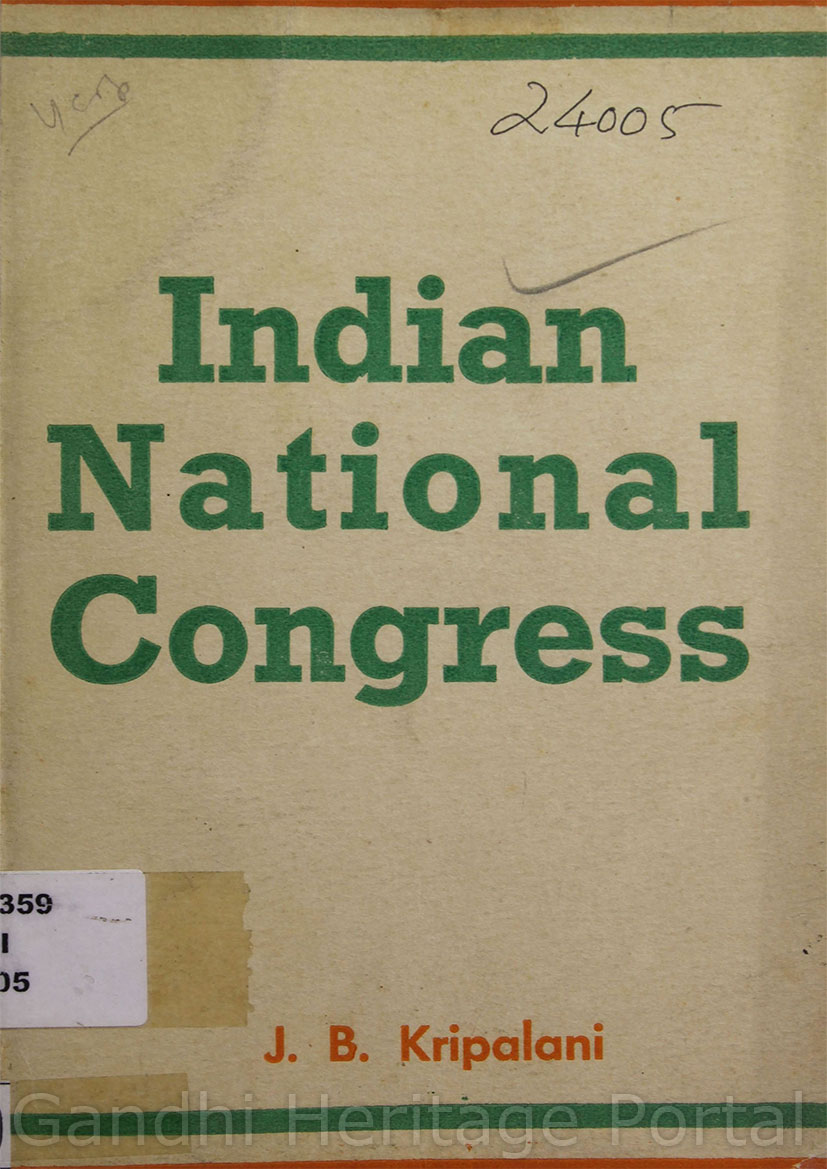 24005
Indian
National
Congress
359
I
05
J. B. Kripalani
Gandhi Heritage Portal